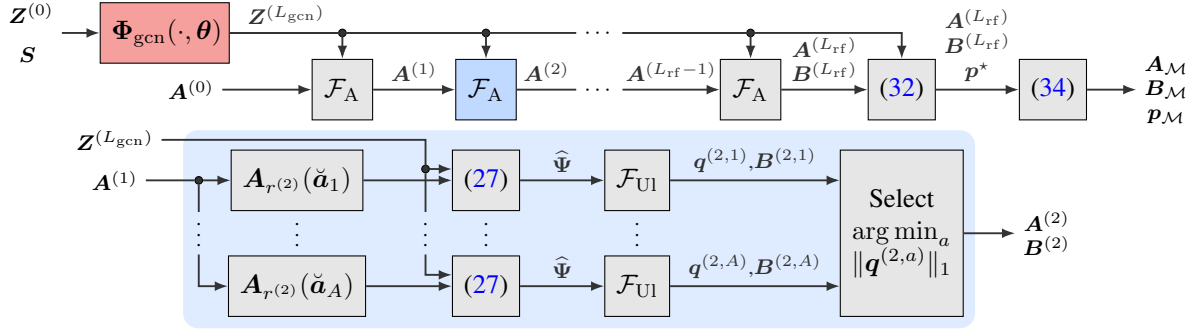 Z^(0)
S
Φ_gcn(·, θ)
Z^(L_gcn)
A^(0)
F_A
A^(1)
F_A
A^(2)
···
···
A^(L_rf−1)
F_A
A^(L_rf)
B^(L_rf)
(32)
A^(L_rf)
B^(L_rf)
p^⋆
(34)
A_M
B_M
p_M
Z^(L_gcn)
A^(1)
A_{r^(2)}(ă_1)
(27)
Ψ̂
F_Ul
q^(2,1),B^(2,1)
⋮
⋮
⋮
⋮
⋮
A_{r^(2)}(ă_A)
(27)
Ψ̂
F_Ul
q^(2,A),B^(2,A)
Select
arg min_a
‖q^(2,a)‖_1
A^(2)
B^(2)